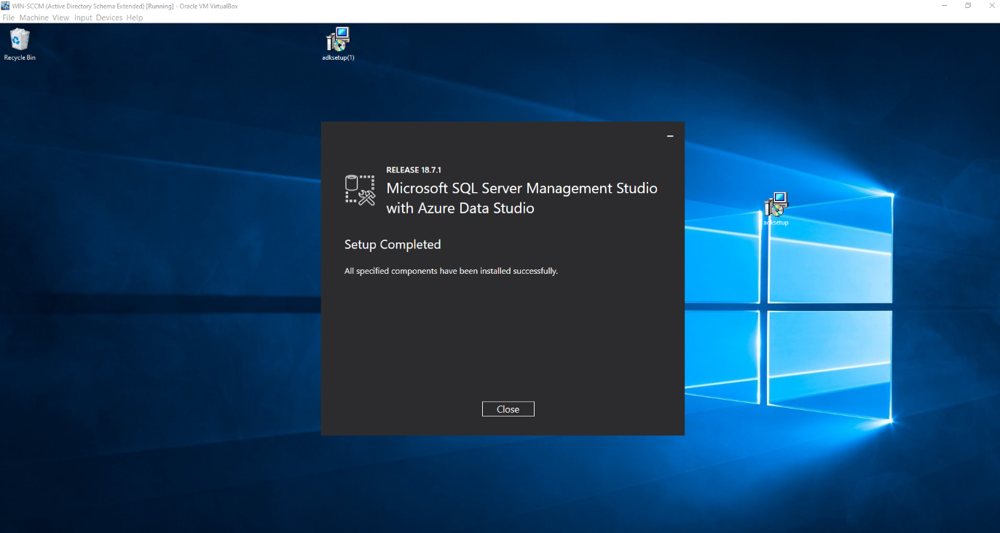 WIN-SCCM (Active Directory Schema Extended) [Running] - Oracle VM VirtualBox
File Machine View Input Devices Help
Recycle Bin
adksetup(1)
RELEASE 18.7.1
Microsoft SQL Server Management Studio
with Azure Data Studio
adksetup
Setup Completed
All specified components have been installed successfully.
Close